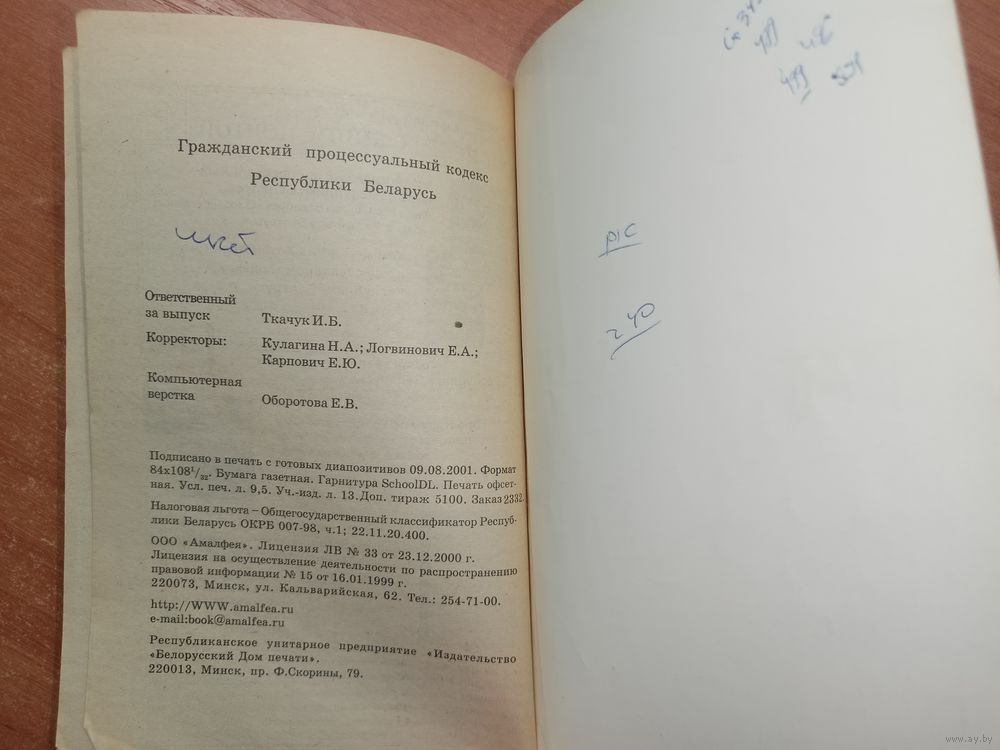 Гражданский процессуальный кодекс
Республики Беларусь
Ответственный
за выпуск Ткачук И.Б.
Корректоры: Кулагина Н.А.; Логвинович Е.А.;
Карпович Е.Ю.
Компьютерная
верстка Оборотова Е.В.
Подписано в печать с готовых диапозитивов 09.08.2001. Формат
84х108¹/₃₂. Бумага газетная. Гарнитура SchoolDL. Печать офсет-
ная. Усл. печ. л. 9,5. Уч.-изд. л. 13. Доп. тираж 5100. Заказ 2332.
Налоговая льгота – Общегосударственный классификатор Респуб-
лики Беларусь ОКРБ 007-98, ч.1; 22.11.20.400.
ООО «Амалфея». Лицензия ЛВ № 33 от 23.12.2000 г.
Лицензия на осуществление деятельности по распространению
правовой информации № 15 от 16.01.1999 г.
220073, Минск, ул. Кальварийская, 62. Тел.: 254-71-00.
http://WWW.amalfea.ru
e-mail:book@amalfea.ru
Республиканское унитарное предприятие «Издательство
«Белорусский Дом печати».
220013, Минск, пр. Ф.Скорины, 79.
499
240
www.ay.by